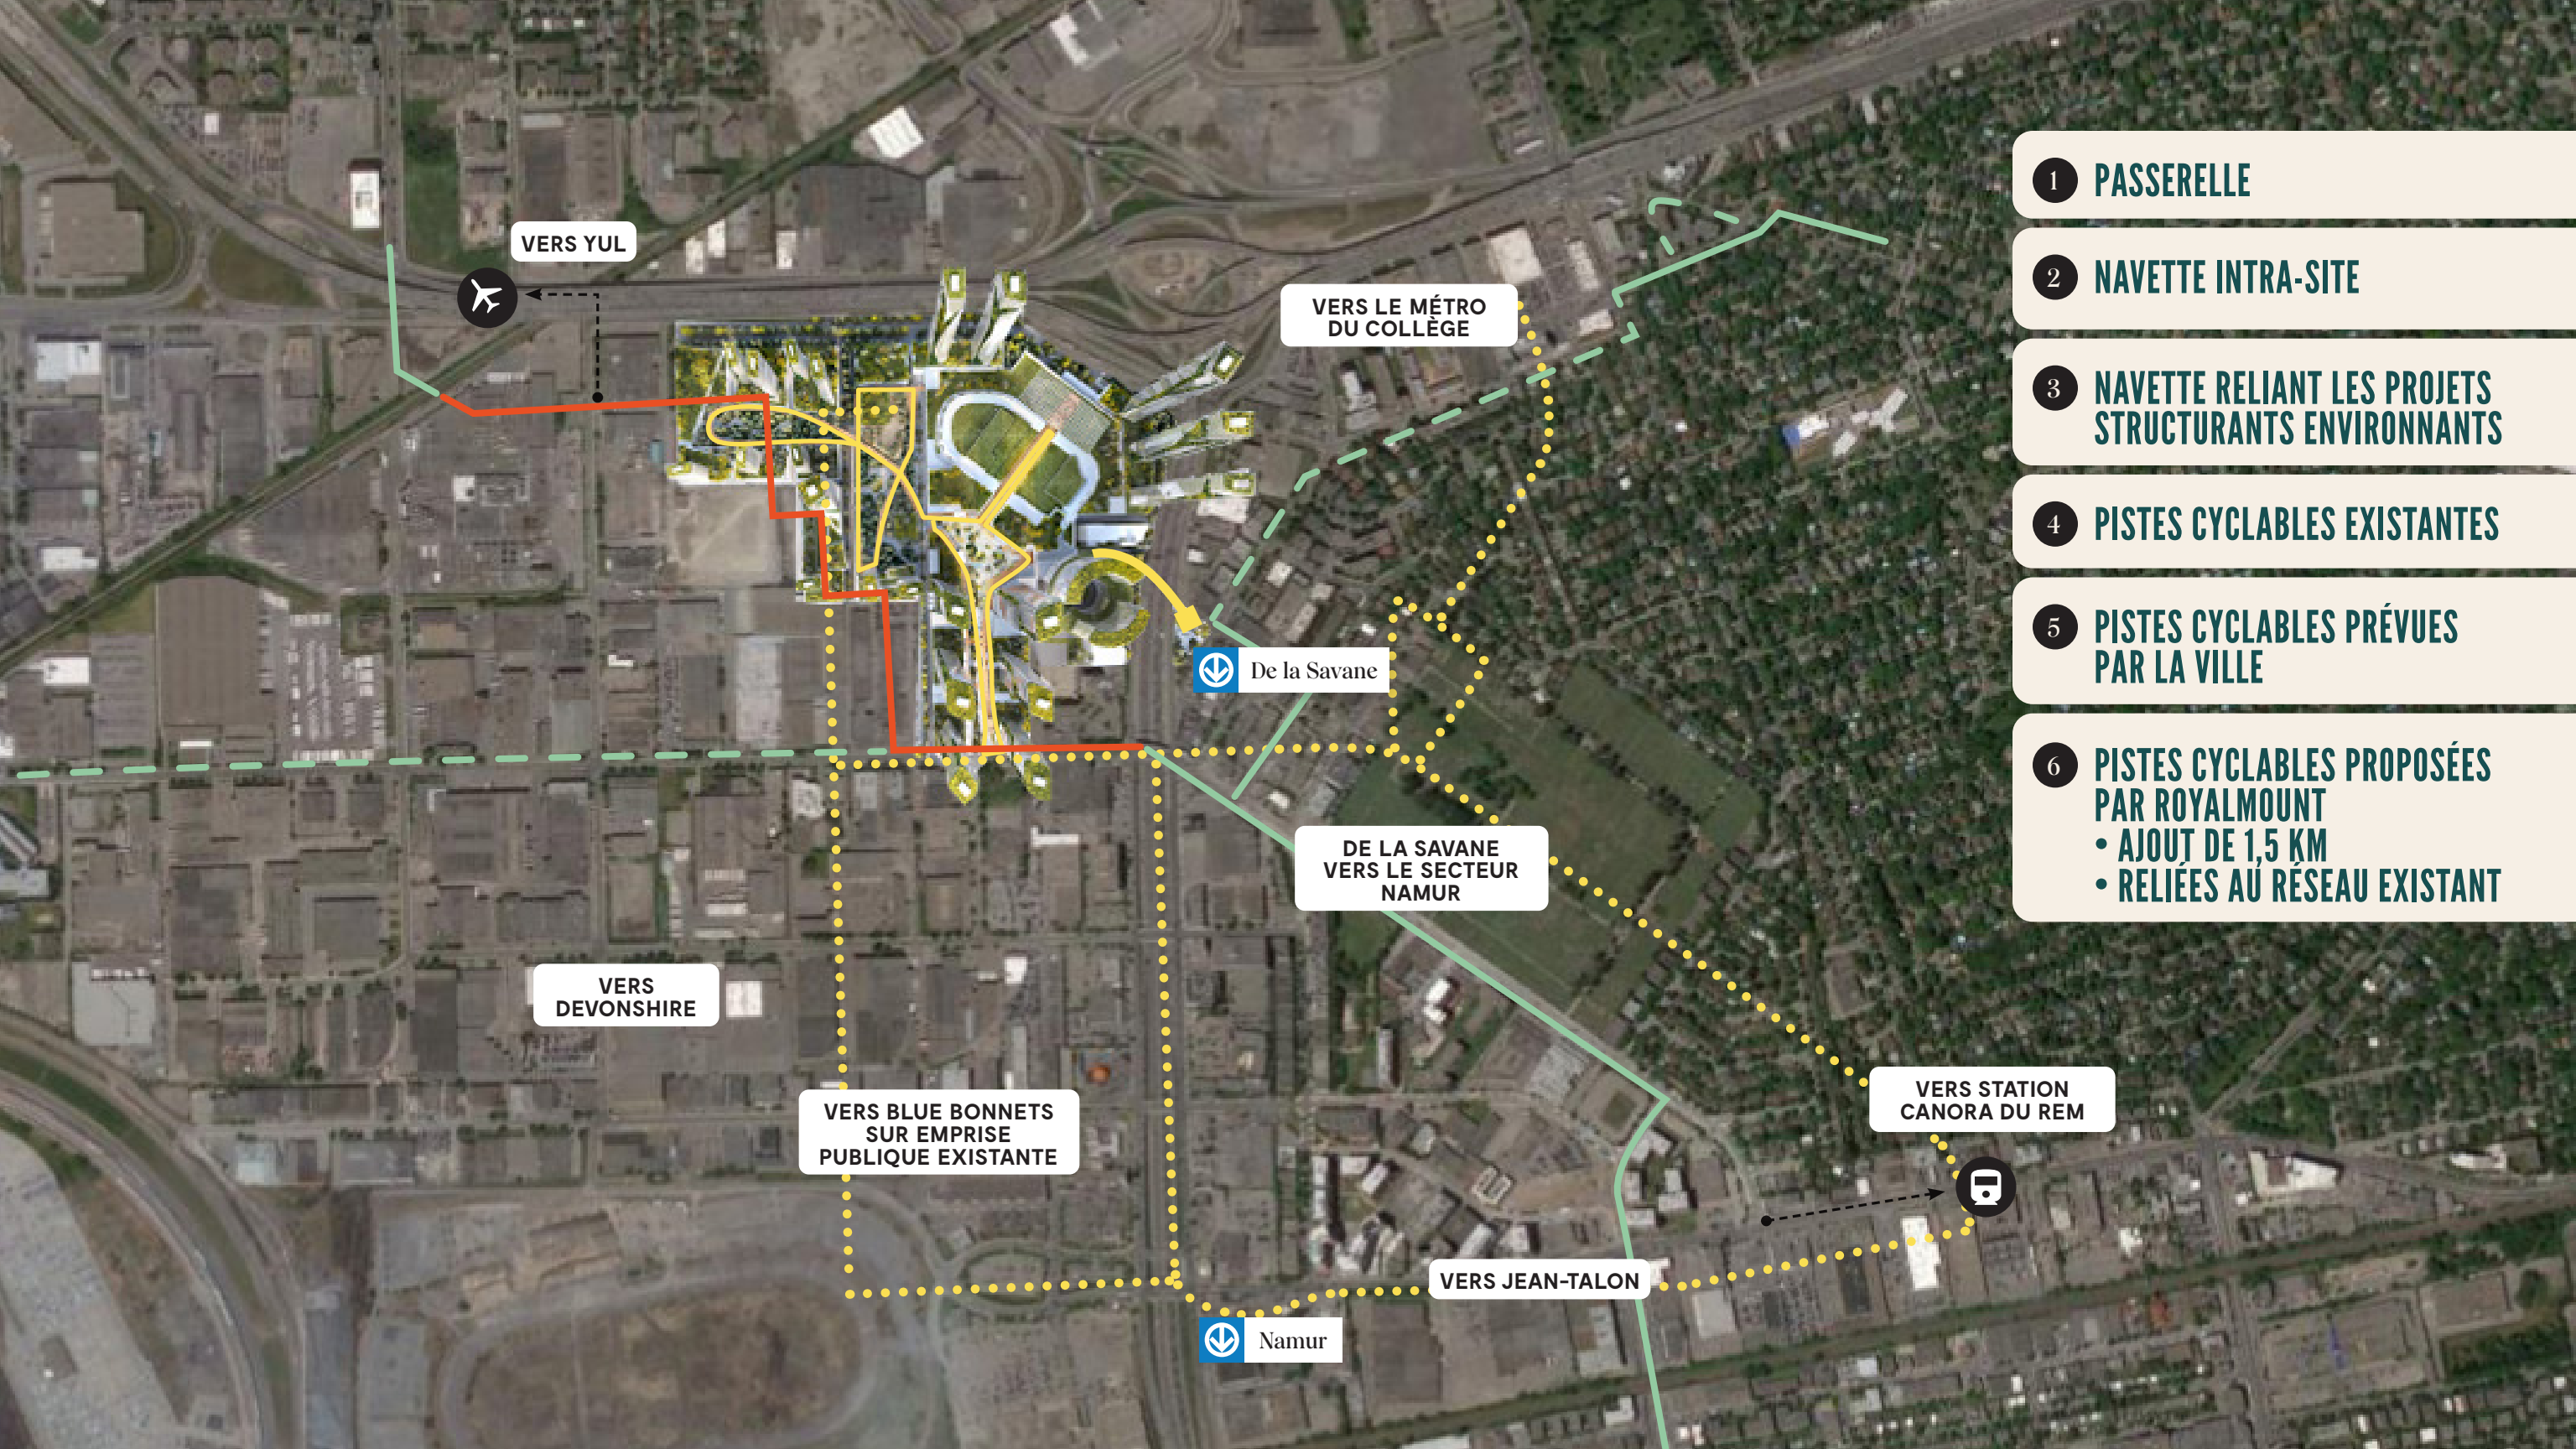 VERS YUL
VERS LE MÉTRO
DU COLLÈGE
De la Savane
DE LA SAVANE
VERS LE SECTEUR
NAMUR
VERS
DEVONSHIRE
VERS BLUE BONNETS
SUR EMPRISE
PUBLIQUE EXISTANTE
VERS STATION
CANORA DU REM
VERS JEAN-TALON
Namur
1 PASSERELLE
2 NAVETTE INTRA-SITE
3 NAVETTE RELIANT LES PROJETS
STRUCTURANTS ENVIRONNANTS
4 PISTES CYCLABLES EXISTANTES
5 PISTES CYCLABLES PRÉVUES
PAR LA VILLE
6 PISTES CYCLABLES PROPOSÉES
PAR ROYALMOUNT
• AJOUT DE 1,5 KM
• RELIÉES AU RÉSEAU EXISTANT